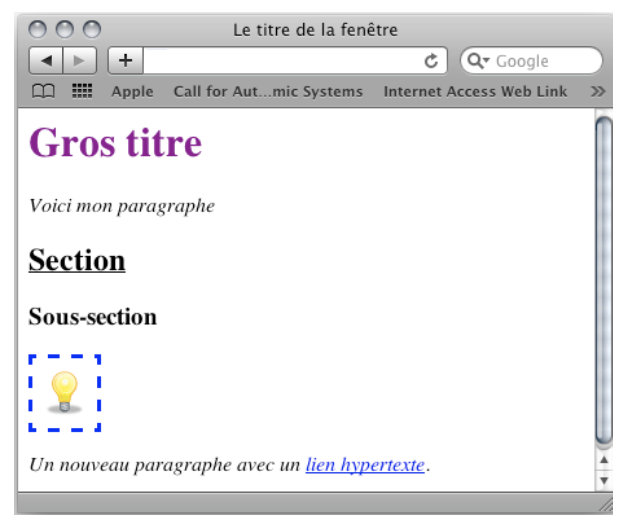 Le titre de la fenêtre
Google
Apple Call for Aut...mic Systems Internet Access Web Link
Gros titre
Voici mon paragraphe
Section
Sous-section
Un nouveau paragraphe avec un lien hypertexte.